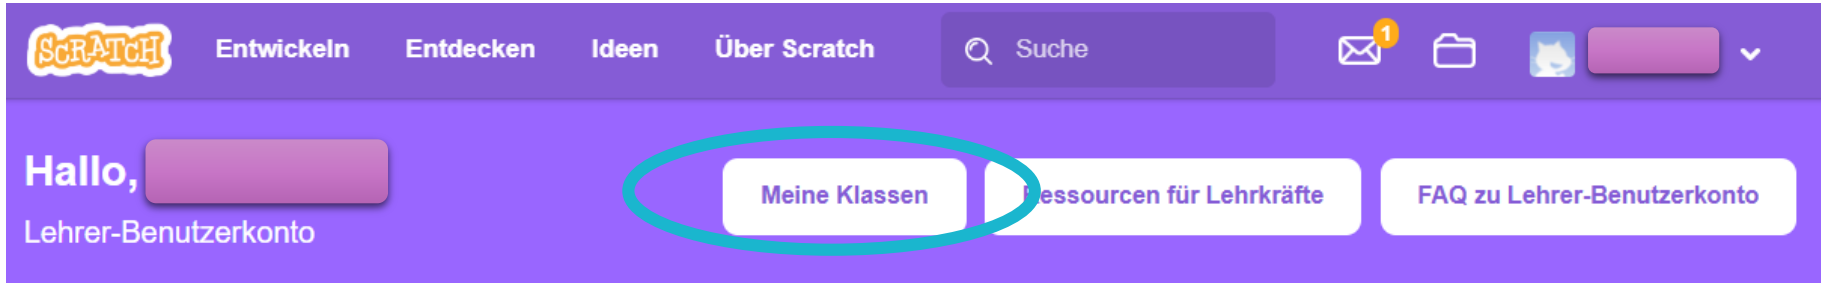 SCRATCH Entwickeln Entdecken Ideen Über Scratch Suche 1
Hallo,
Lehrer-Benutzerkonto
Meine Klassen Ressourcen für Lehrkräfte FAQ zu Lehrer-Benutzerkonto